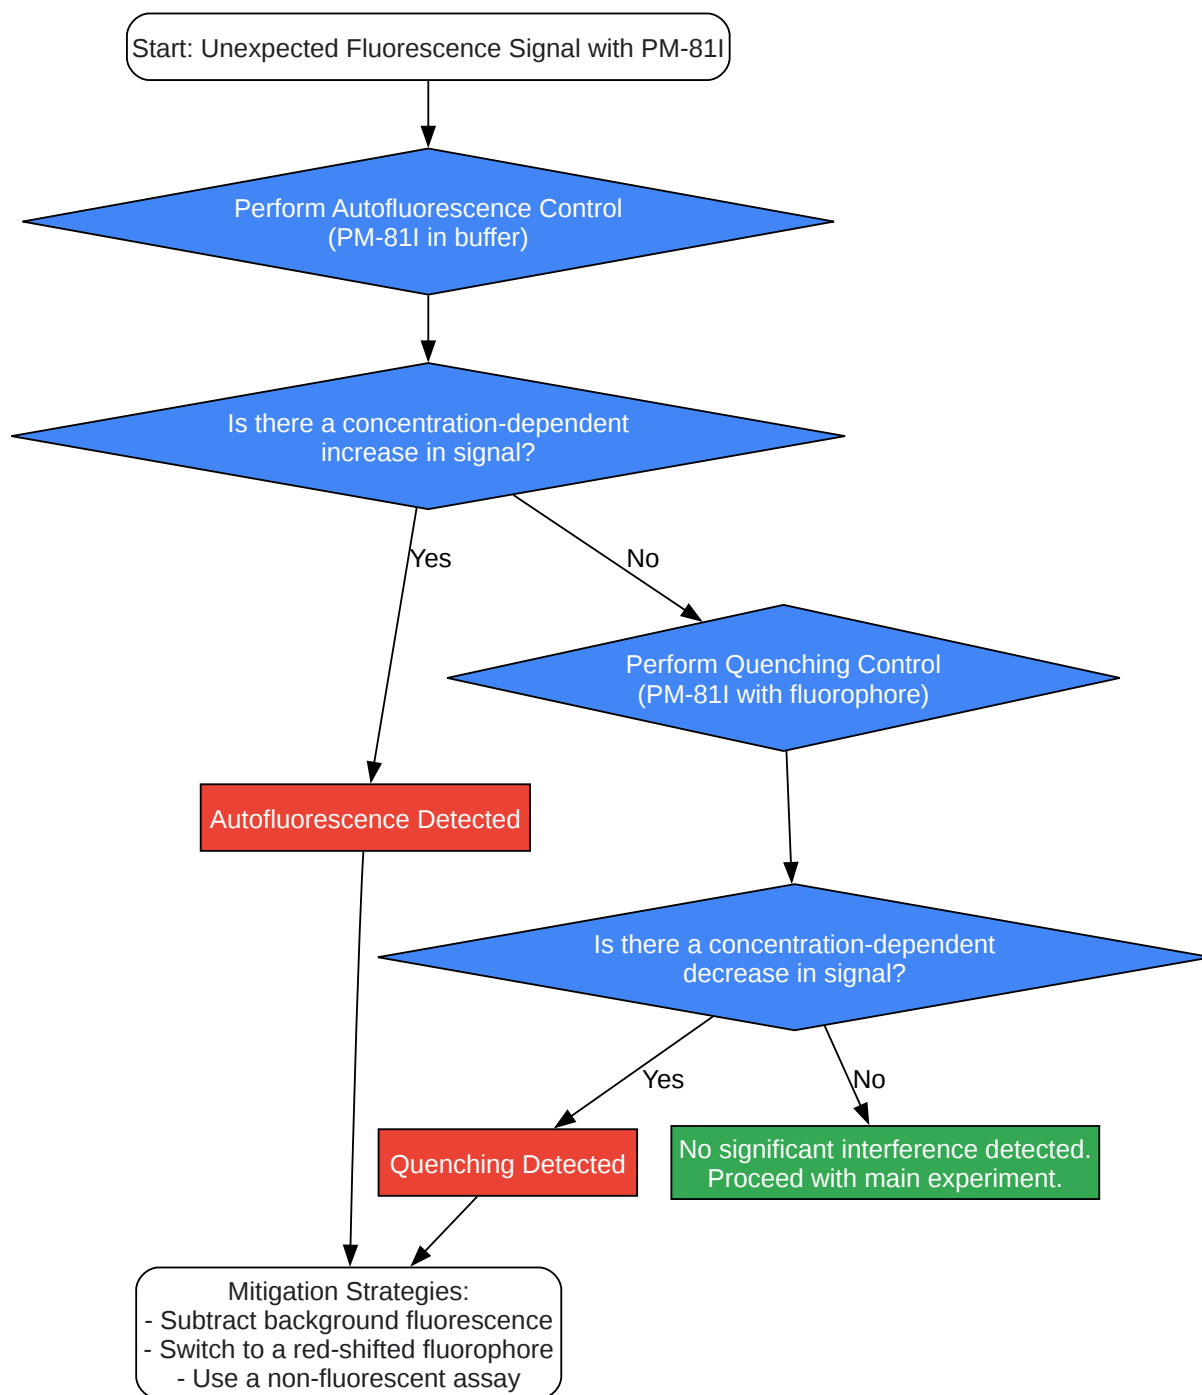 Start: Unexpected Fluorescence Signal with PM-81I
Perform Autofluorescence Control
(PM-81I in buffer)
Is there a concentration-dependent
increase in signal?
Yes
No
Perform Quenching Control
(PM-81I with fluorophore)
Autofluorescence Detected
Is there a concentration-dependent
decrease in signal?
Yes
No
Quenching Detected
No significant interference detected.
Proceed with main experiment.
Mitigation Strategies:
- Subtract background fluorescence
- Switch to a red-shifted fluorophore
- Use a non-fluorescent assay